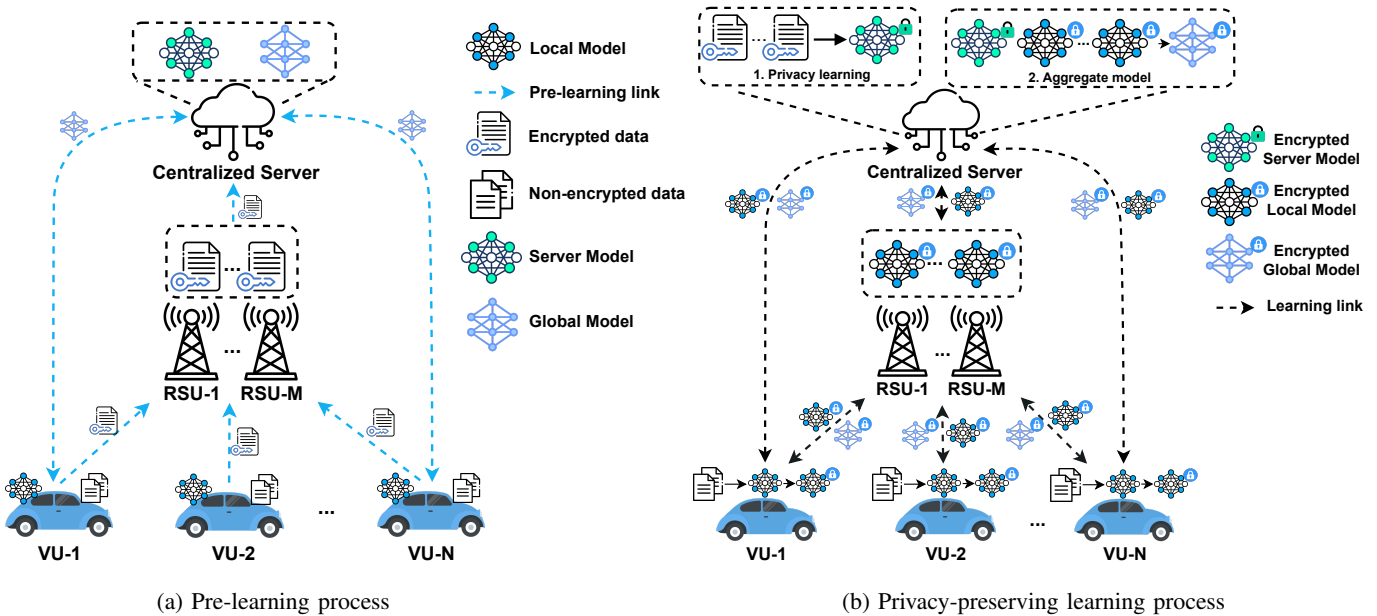 Local Model
Pre-learning link
Encrypted data
Non-encrypted data
Server Model
Global Model
Centralized Server
...
RSU-1
...
RSU-M
...
VU-1
VU-2
VU-N
(a) Pre-learning process
...
1. Privacy learning
...
2. Aggregate model
Centralized Server
Encrypted
Server Model
Encrypted
Local Model
Encrypted
Global Model
Learning link
...
RSU-1
...
RSU-M
...
VU-1
VU-2
VU-N
(b) Privacy-preserving learning process